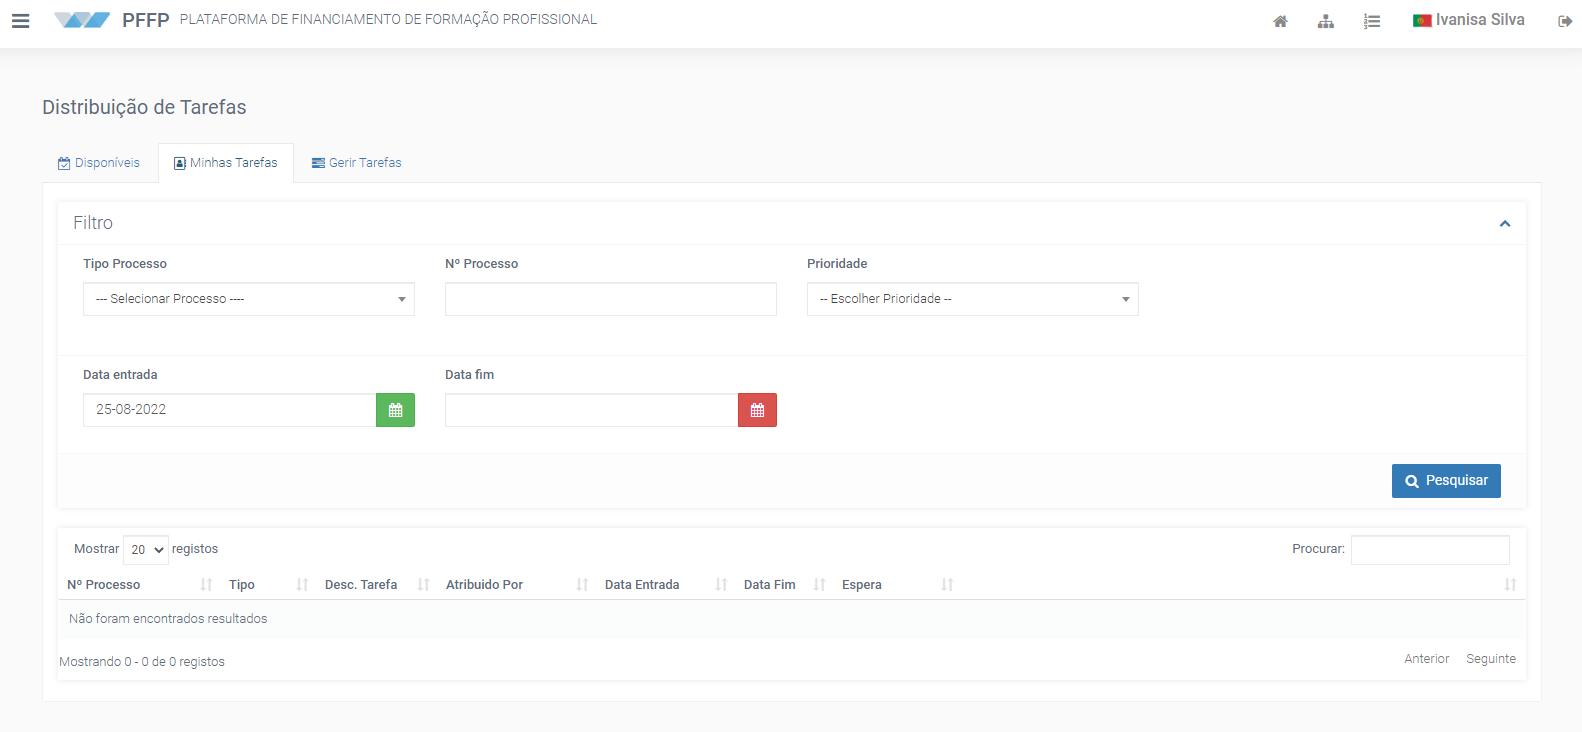 PFFP PLATAFORMA DE FINANCIAMENTO DE FORMAÇÃO PROFISSIONAL Ivanisa Silva
Distribuição de Tarefas
Disponíveis Minhas Tarefas Gerir Tarefas
Filtro
Tipo Processo Nº Processo Prioridade
--- Selecionar Processo ---- -- Escolher Prioridade --
Data entrada Data fim
25-08-2022
Pesquisar
Mostrar 20 registos Procurar:
Nº Processo Tipo Desc. Tarefa Atribuido Por Data Entrada Data Fim Espera
Não foram encontrados resultados
Mostrando 0 - 0 de 0 registos Anterior Seguinte